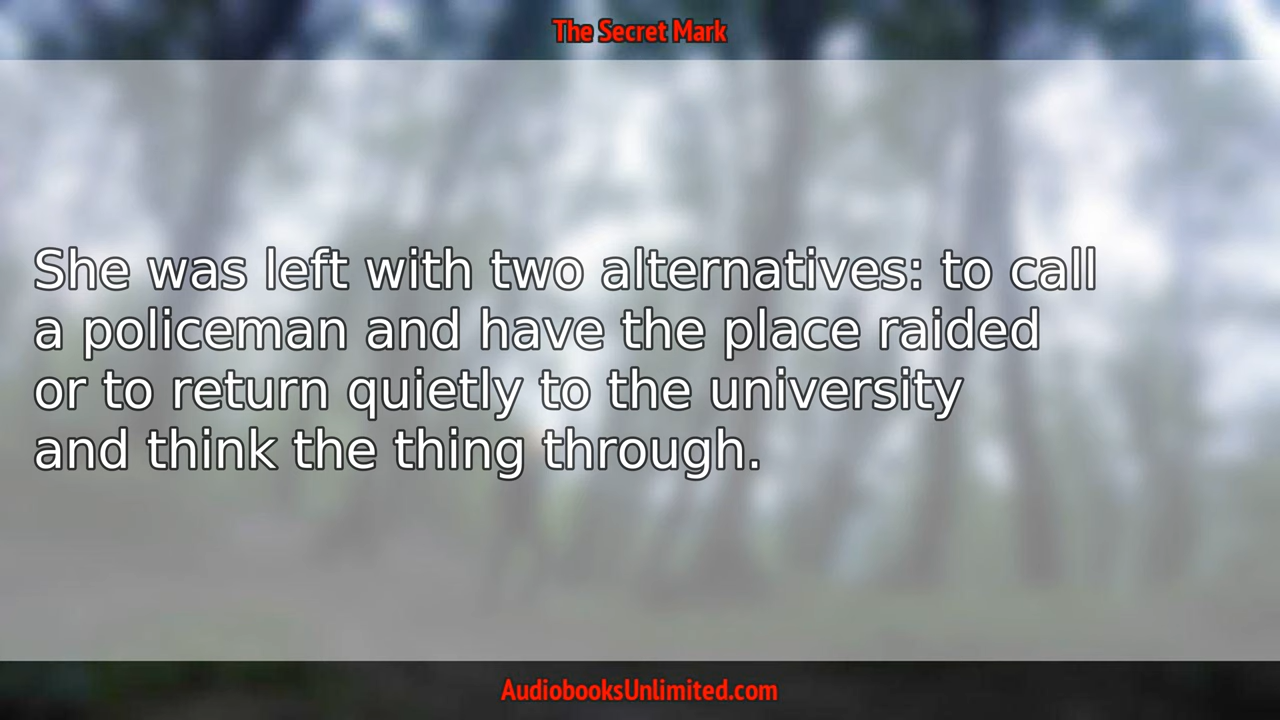 The Secret Mark
She was left with two alternatives: to call
a policeman and have the place raided
or to return quietly to the university
and think the thing through.
AudiobooksUnlimited.com